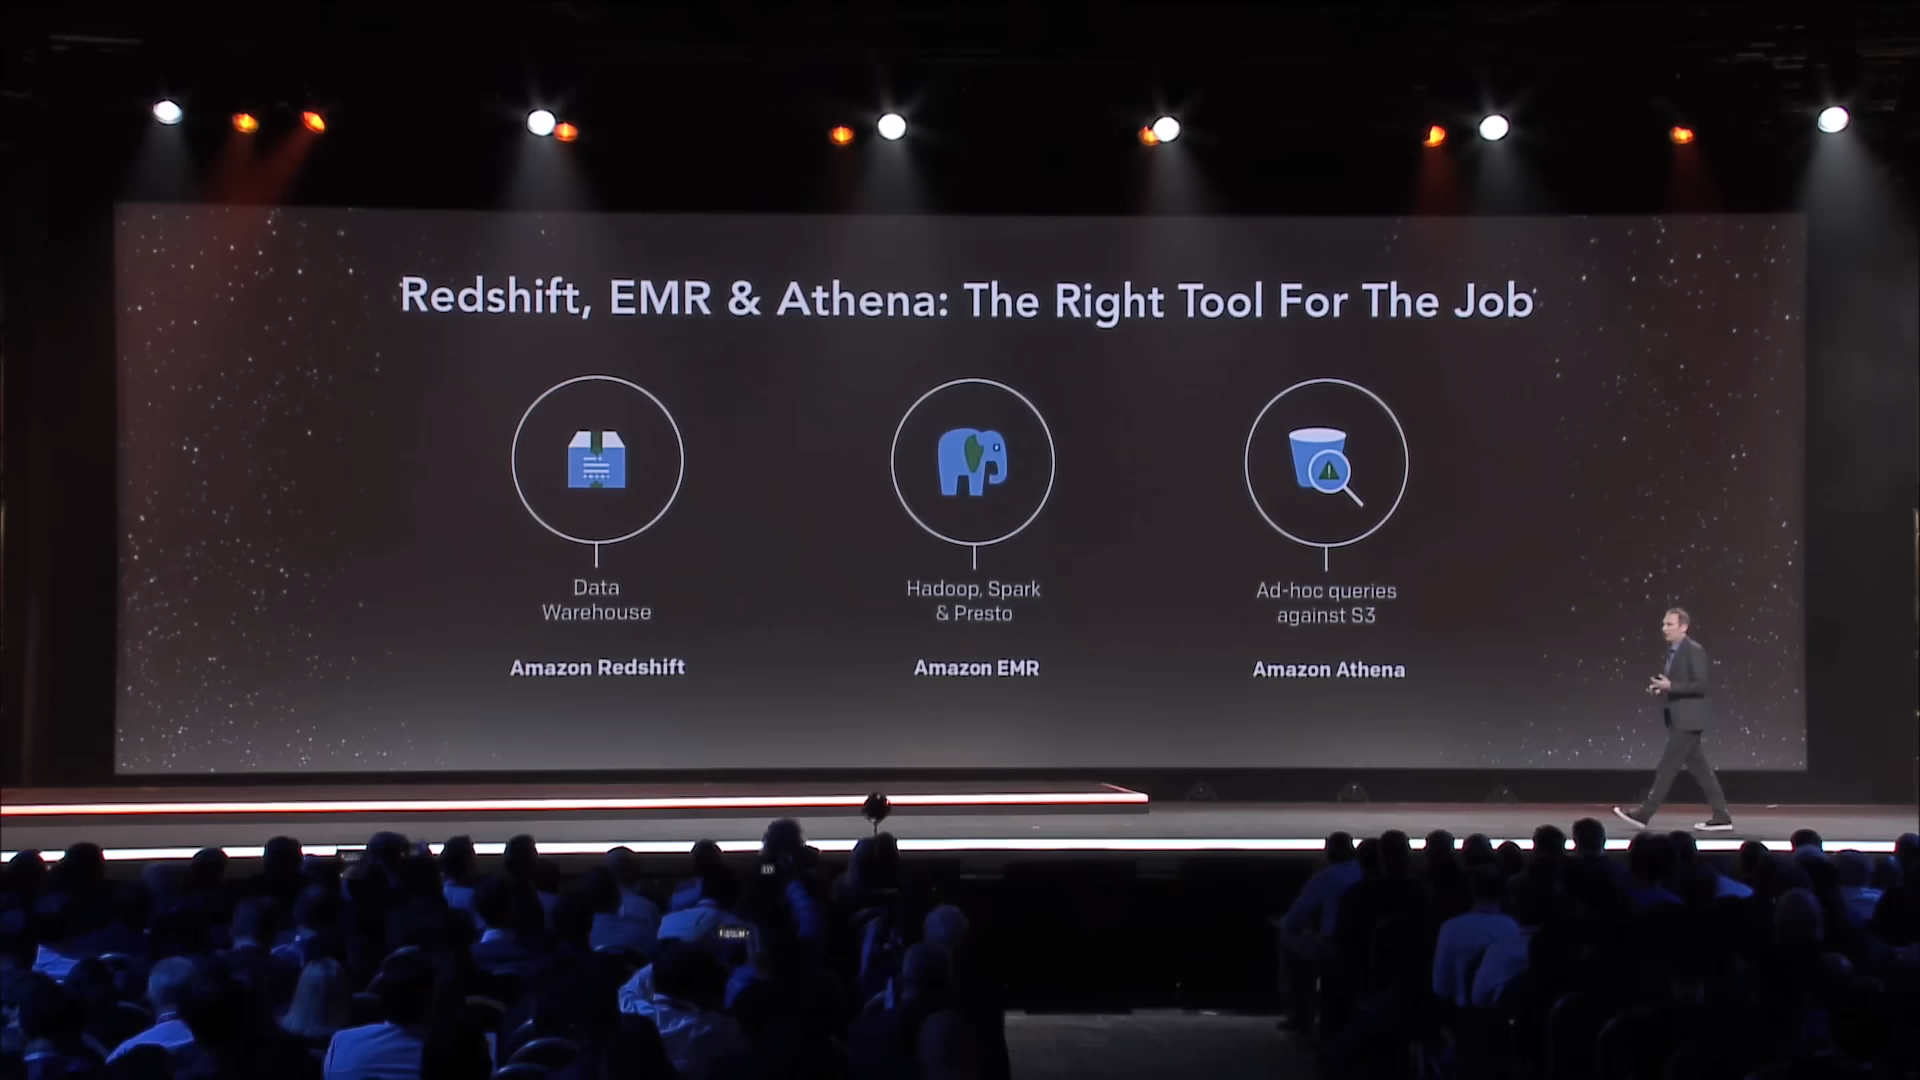 Redshift, EMR & Athena: The Right Tool For The Job
Data
Warehouse
Amazon Redshift
Hadoop, Spark
& Presto
Amazon EMR
Ad-hoc queries
against S3
Amazon Athena